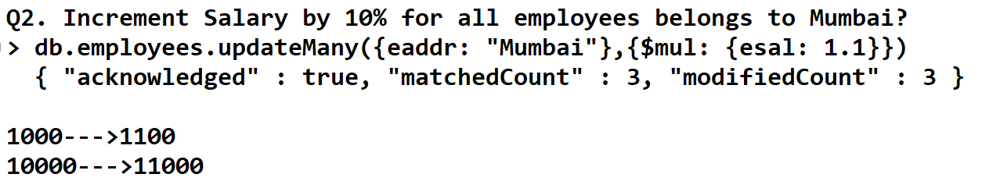 Q2. Increment Salary by 10% for all employees belongs to Mumbai?
> db.employees.updateMany({eaddr: "Mumbai"},{$mul: {esal: 1.1}})
{ "acknowledged" : true, "matchedCount" : 3, "modifiedCount" : 3 }
1000--->1100
10000--->11000